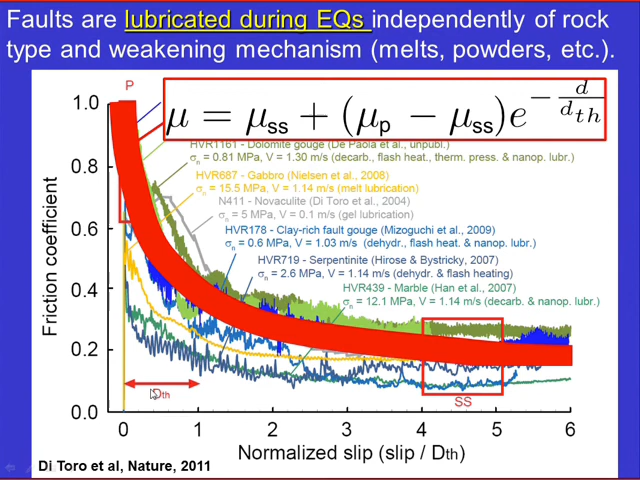 Faults are lubricated during EQs independently of rock
type and weakening mechanism (melts, powders, etc.).
P
μ = μss + (μp − μss)e^−d/dth
HVR1161 - Dolomite gouge (De Paola et al., unpubl.)
σn = 0.81 MPa, V = 1.30 m/s (decarb., flash heat., therm. press. & nanop. lubr.)
HVR687 - Gabbro (Nielsen et al., 2008)
σn = 15.5 MPa, V = 1.14 m/s (melt lubrication)
N411 - Novaculite (Di Toro et al., 2004)
σn = 5 MPa, V = 0.1 m/s (gel lubrication)
HVR178 - Clay-rich fault gouge (Mizoguchi et al., 2009)
σn = 0.6 MPa, V = 1.03 m/s (dehydr., flash heat. & nanop. lubr.)
HVR719 - Serpentinite (Hirose & Bystricky, 2007)
σn = 2.6 MPa, V = 1.14 m/s (dehydr. & flash heating)
HVR439 - Marble (Han et al., 2007)
σn = 12.1 MPa, V = 1.14 m/s (decarb. & nanop. lubr.)
Friction coefficient
1.0
0.8
0.6
0.4
0.2
0.0
Dth
SS
0 1 2 3 4 5 6
Normalized slip (slip / Dth)
Di Toro et al, Nature, 2011